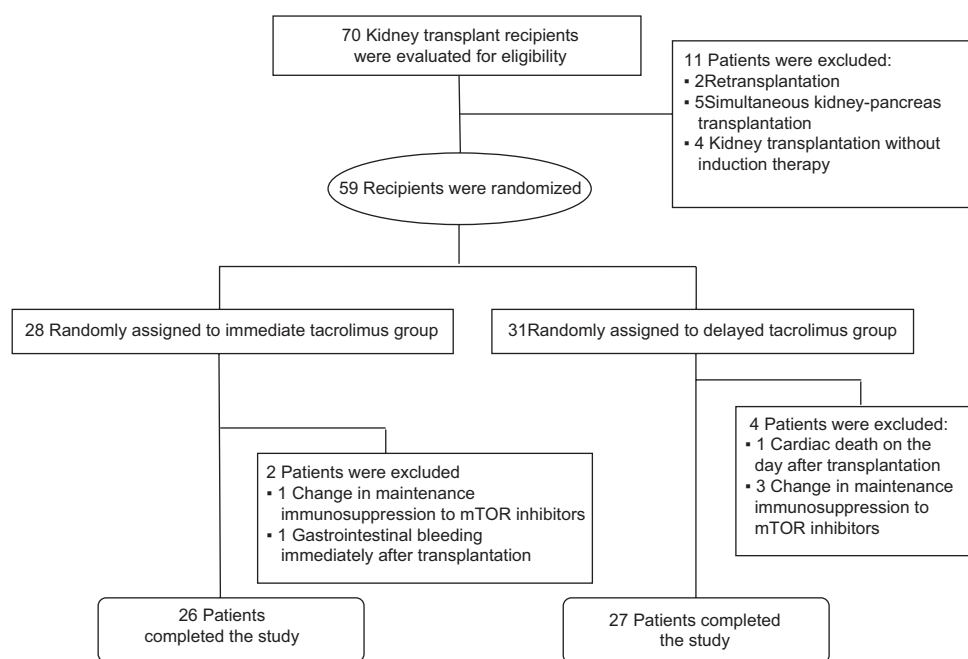 70 Kidney transplant recipients
were evaluated for eligibility
11 Patients were excluded:
▪ 2Retransplantation
▪ 5Simultaneous kidney-pancreas
transplantation
▪ 4 Kidney transplantation without
induction therapy
59 Recipients were randomized
28 Randomly assigned to immediate tacrolimus group
31Randomly assigned to delayed tacrolimus group
2 Patients were excluded
▪ 1 Change in maintenance
immunosuppression to mTOR inhibitors
▪ 1 Gastrointestinal bleeding
immediately after transplantation
4 Patients were excluded:
▪ 1 Cardiac death on the
day after transplantation
▪ 3 Change in maintenance
immunosuppression to
mTOR inhibitors
26 Patients
completed the study
27 Patients completed
the study